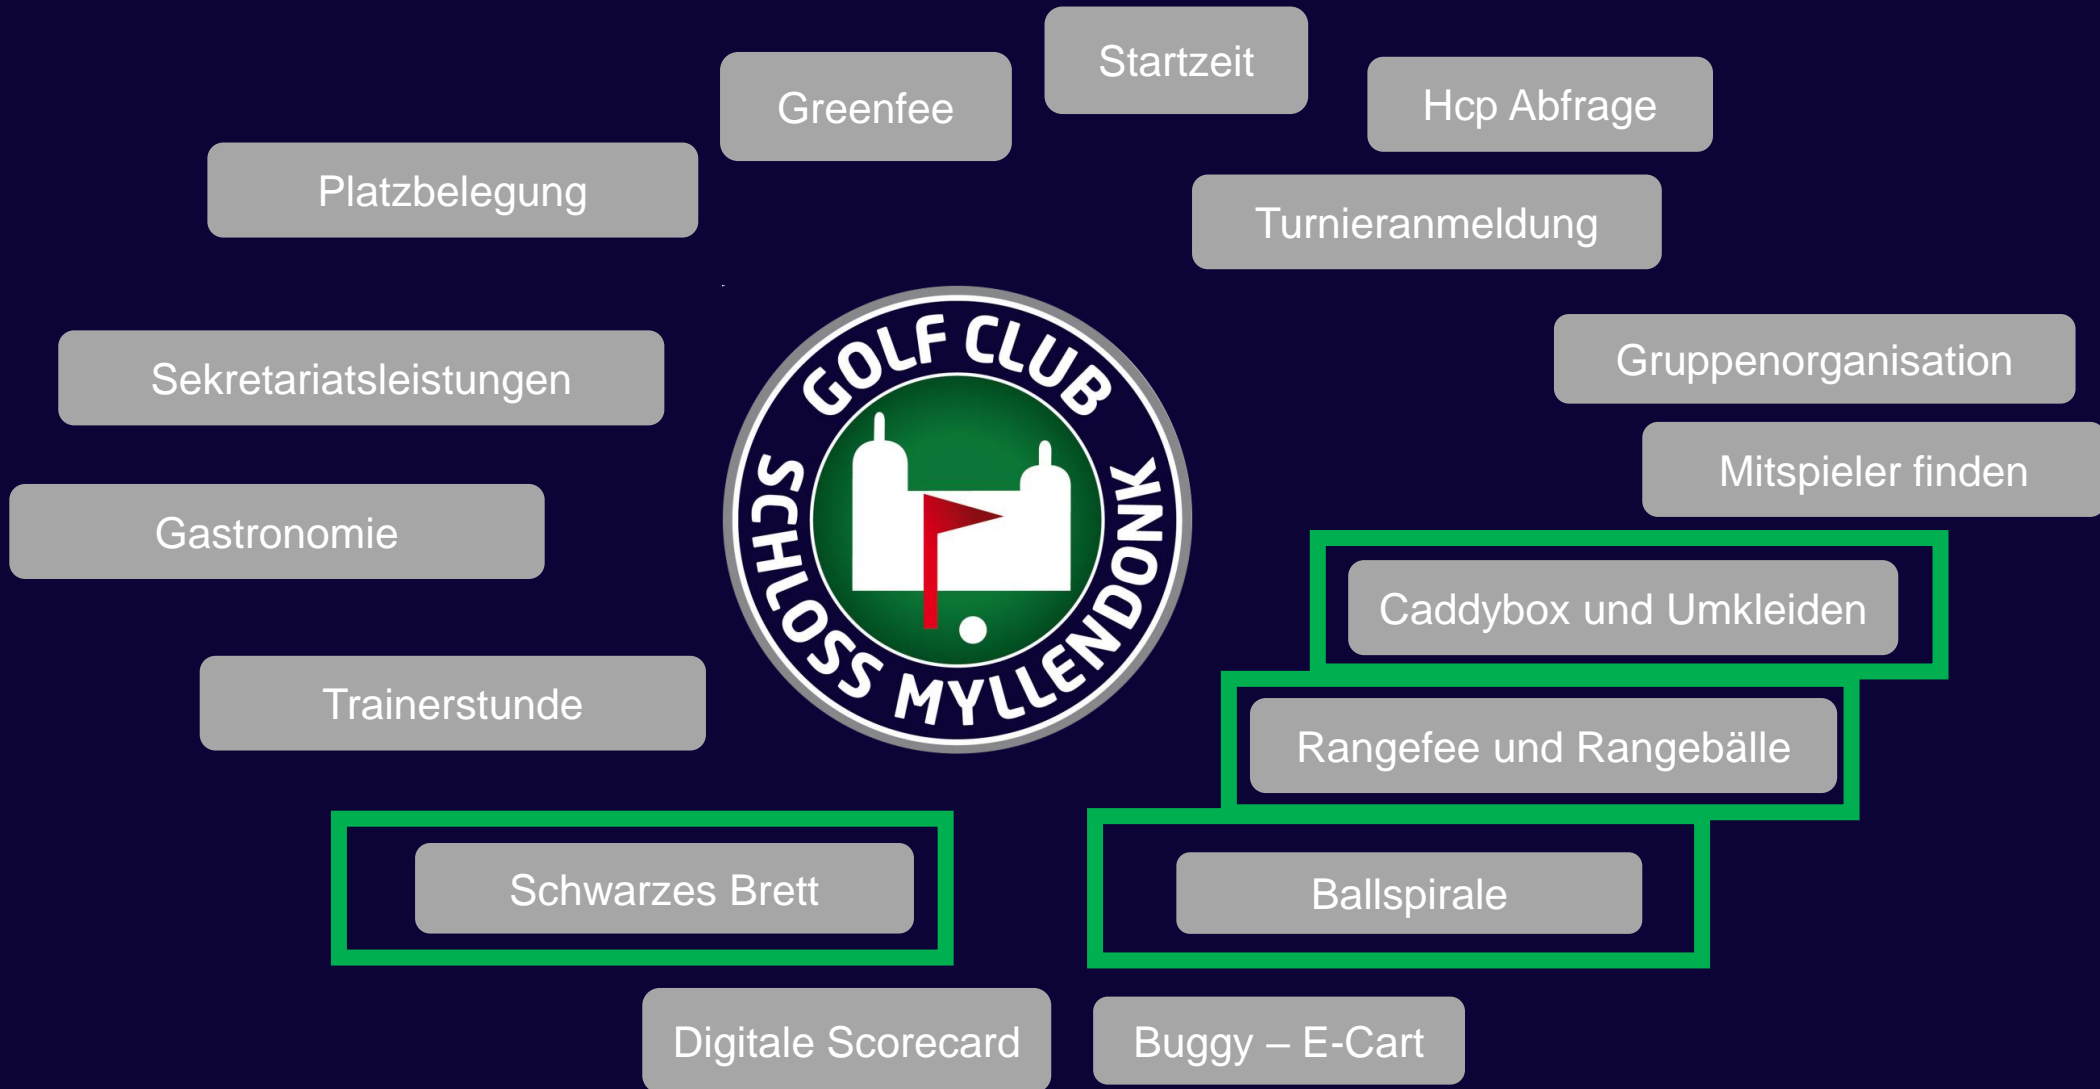 Startzeit
Greenfee
Hcp Abfrage
Platzbelegung
Turnieranmeldung
GOLF CLUB
SCHLOSS MYLLENDONK
Gruppenorganisation
Sekretariatsleistungen
Mitspieler finden
Gastronomie
Caddybox und Umkleiden
Trainerstunde
Rangefee und Rangebälle
Schwarzes Brett
Ballspirale
Digitale Scorecard
Buggy – E-Cart